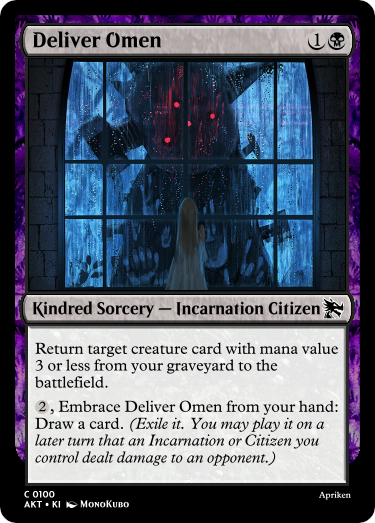 Deliver Omen 1
Kindred Sorcery — Incarnation Citizen
Return target creature card with mana value
3 or less from your graveyard to the
battlefield.
2, Embrace Deliver Omen from your hand:
Draw a card. (Exile it. You may play it on a
later turn that an Incarnation or Citizen you
control dealt damage to an opponent.)
C 0100 Apriken
AKT • KI MonoKubo